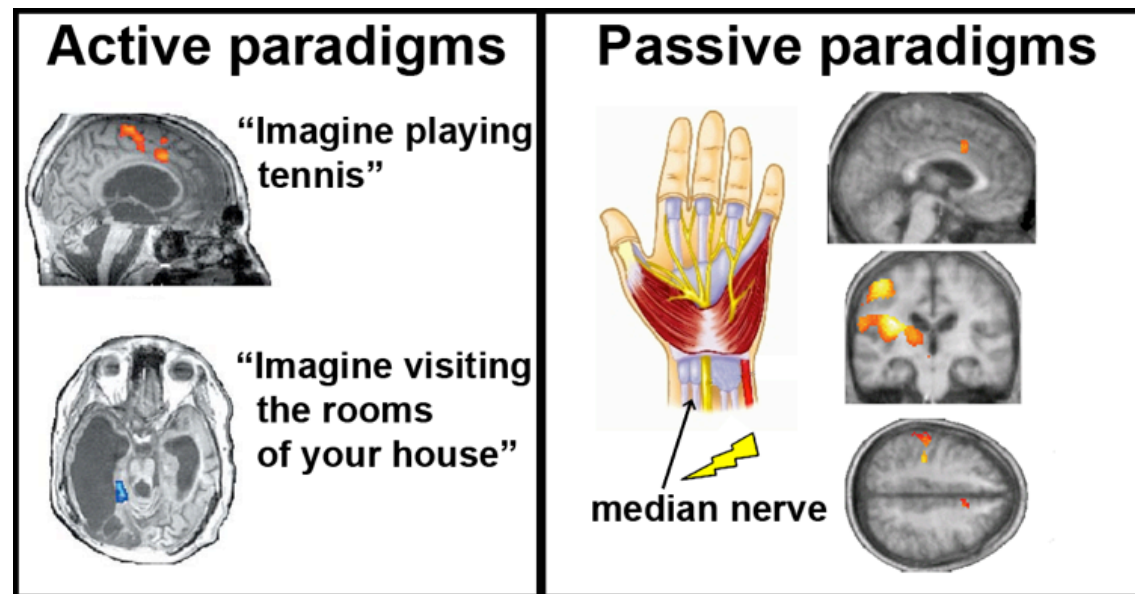 Active paradigms
“Imagine playing
tennis”
“Imagine visiting
the rooms
of your house”
Passive paradigms
median nerve